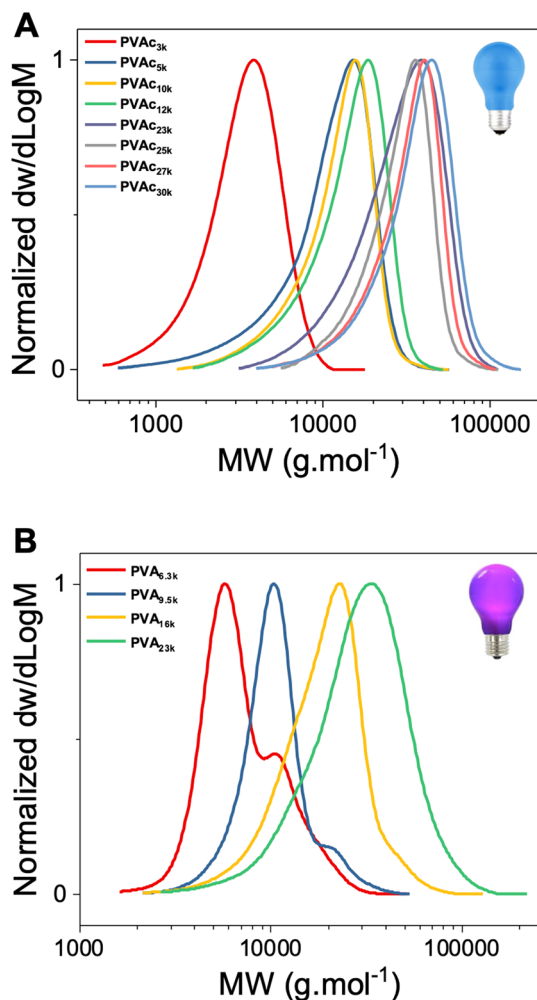 A
1
PVAc3k
PVAc5k
PVAc10k
PVAc12k
PVAc23k
PVAc25k
PVAc27k
PVAc30k
Normalized dw/dLogM
0
1000 10000 100000
MW (g.mol-1)
B
1
PVA6.3k
PVA9.5k
PVA16k
PVA23k
Normalized dw/dLogM
0
1000 10000 100000
MW (g.mol-1)